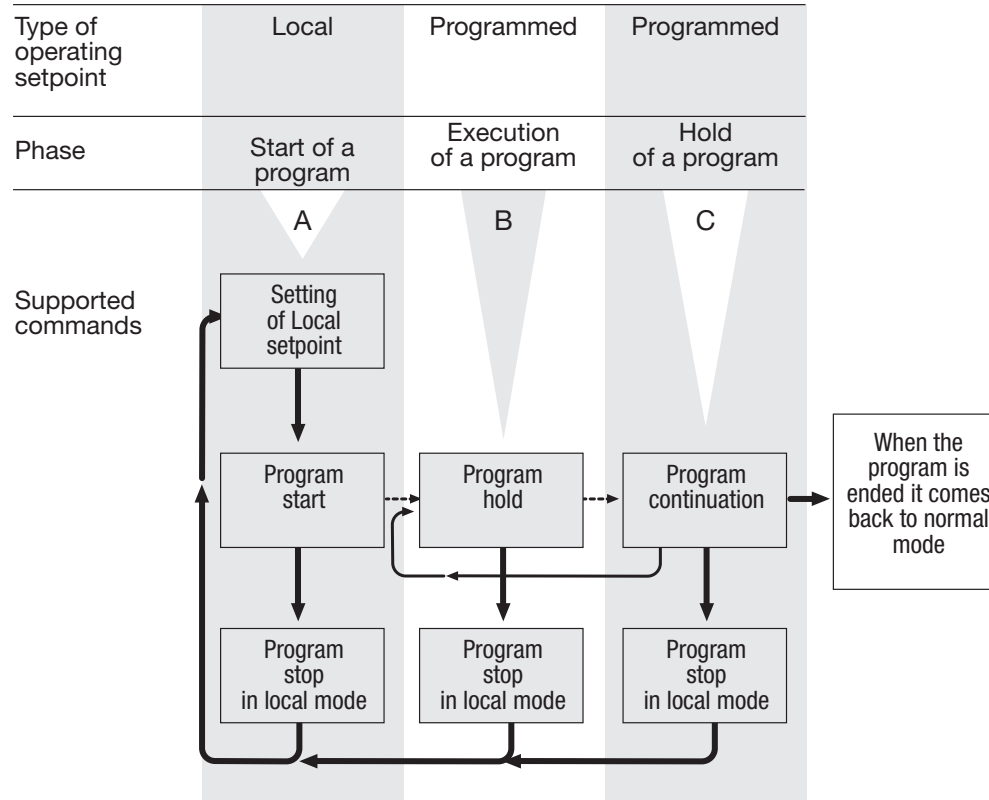 Type of
operating
setpoint
Local
Programmed
Programmed
Phase
Start of a
program
Execution
of a program
Hold
of a program
A
B
C
Supported
commands
Setting
of Local
setpoint
Program
start
Program
hold
Program
continuation
When the
program is
ended it comes
back to normal
mode
Program
stop
in local mode
Program
stop
in local mode
Program
stop
in local mode